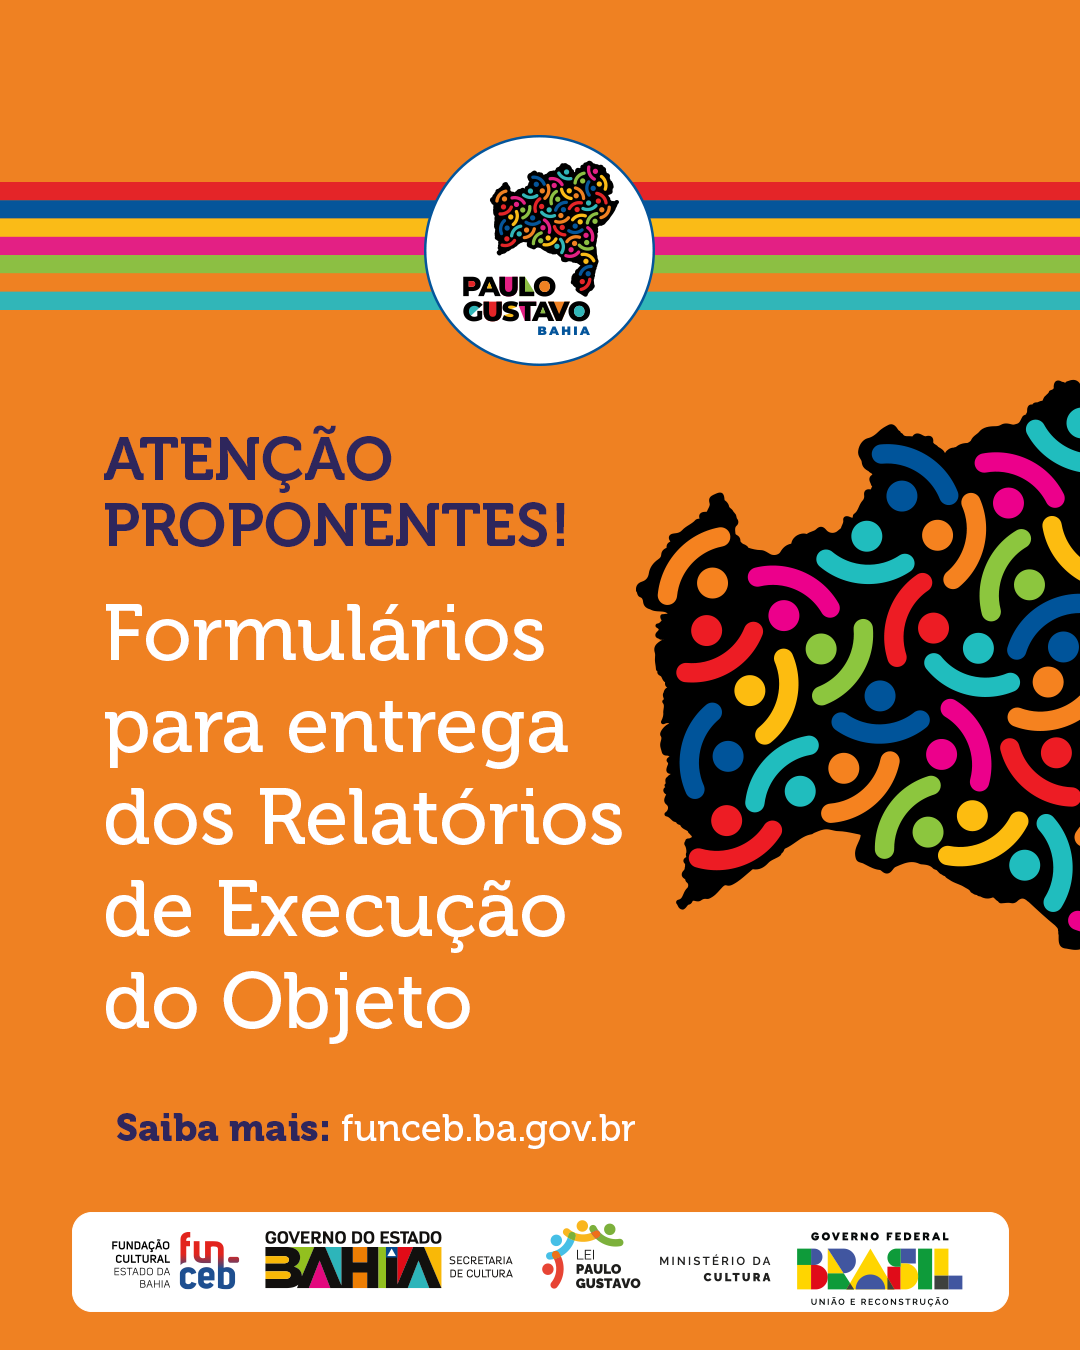 PAULO
GUSTAVO
BAHIA
ATENÇÃO
PROPONENTES!
Formulários
para entrega
dos Relatórios
de Execução
do Objeto
Saiba mais: funceb.ba.gov.br
FUNDAÇÃO
CULTURAL
ESTADO DA
BAHIA
fun-
ceb
GOVERNO DO ESTADO
BAHIA
SECRETARIA
DE CULTURA
LEI
PAULO
GUSTAVO
MINISTÉRIO DA
CULTURA
GOVERNO FEDERAL
BRASIL
UNIÃO E RECONSTRUÇÃO